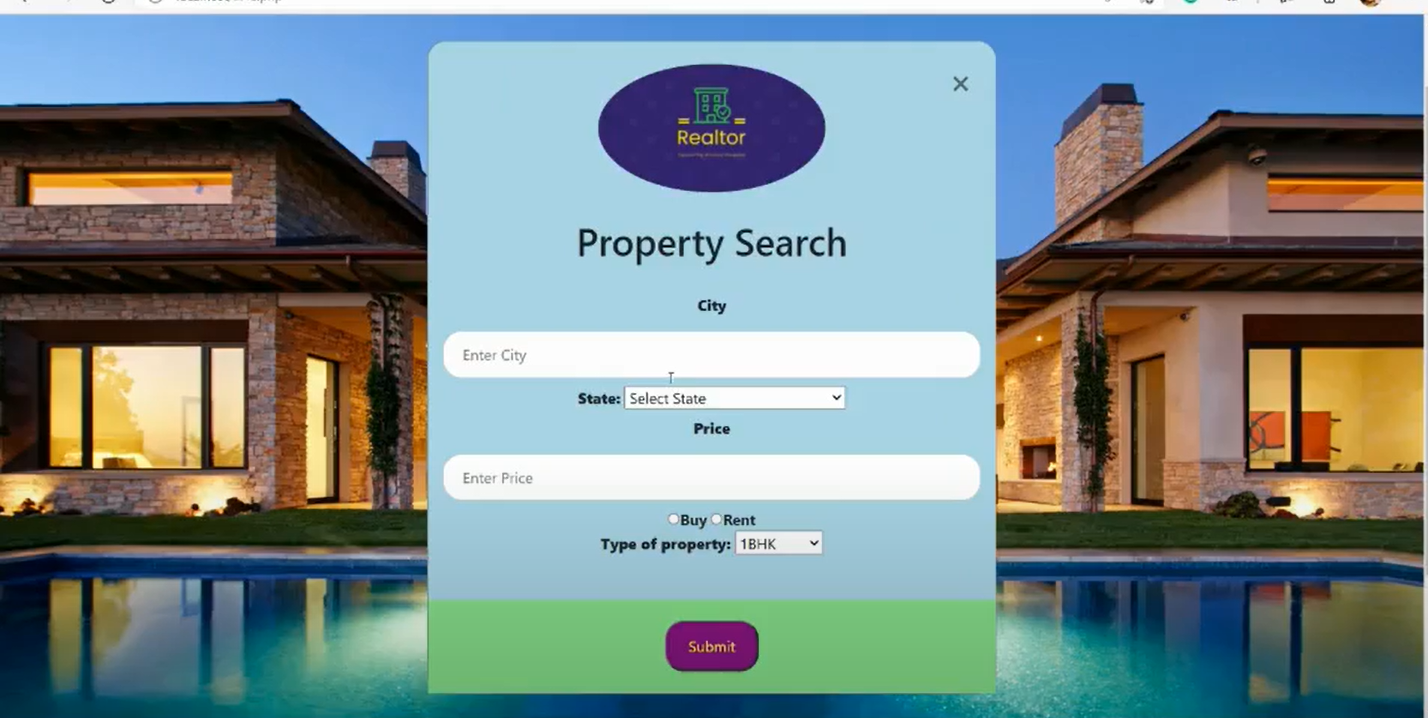 Realtor
Property Search
City
Enter City
State: Select State
Price
Enter Price
Buy Rent
Type of property: 1BHK
Submit